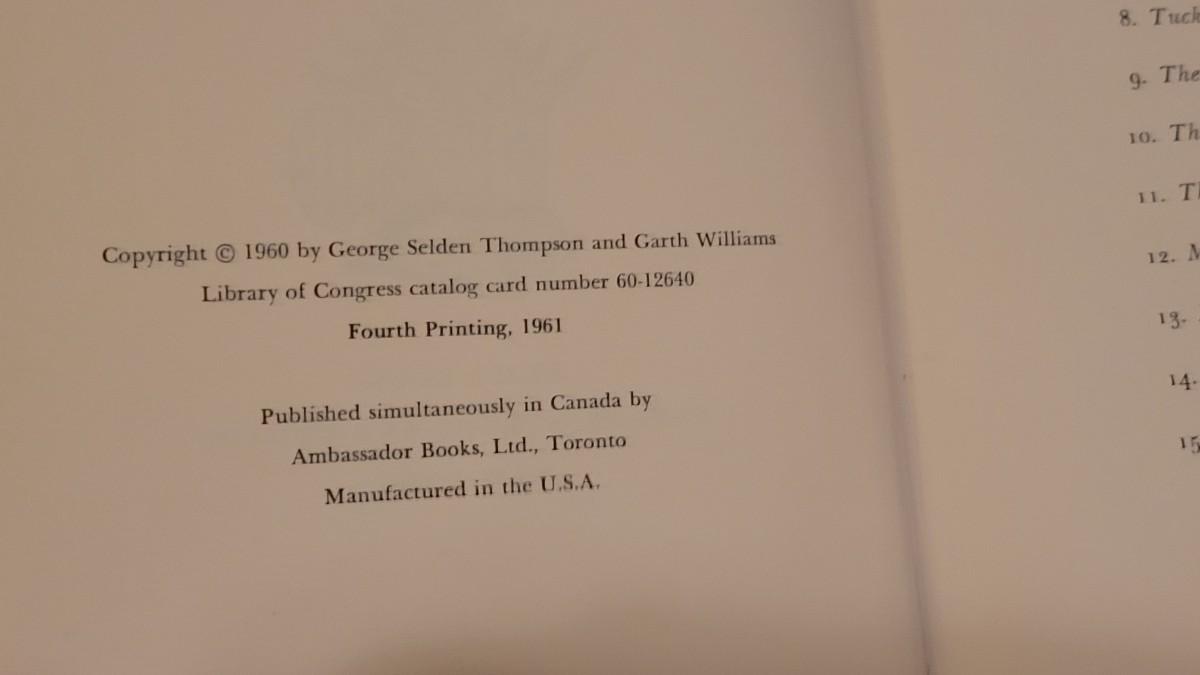 Copyright © 1960 by George Selden Thompson and Garth Williams
Library of Congress catalog card number 60-12640
Fourth Printing, 1961
Published simultaneously in Canada by
Ambassador Books, Ltd., Toronto
Manufactured in the U.S.A.
8. Tuck
9. The
10. Th
11. T
12. M
13.
14.
15